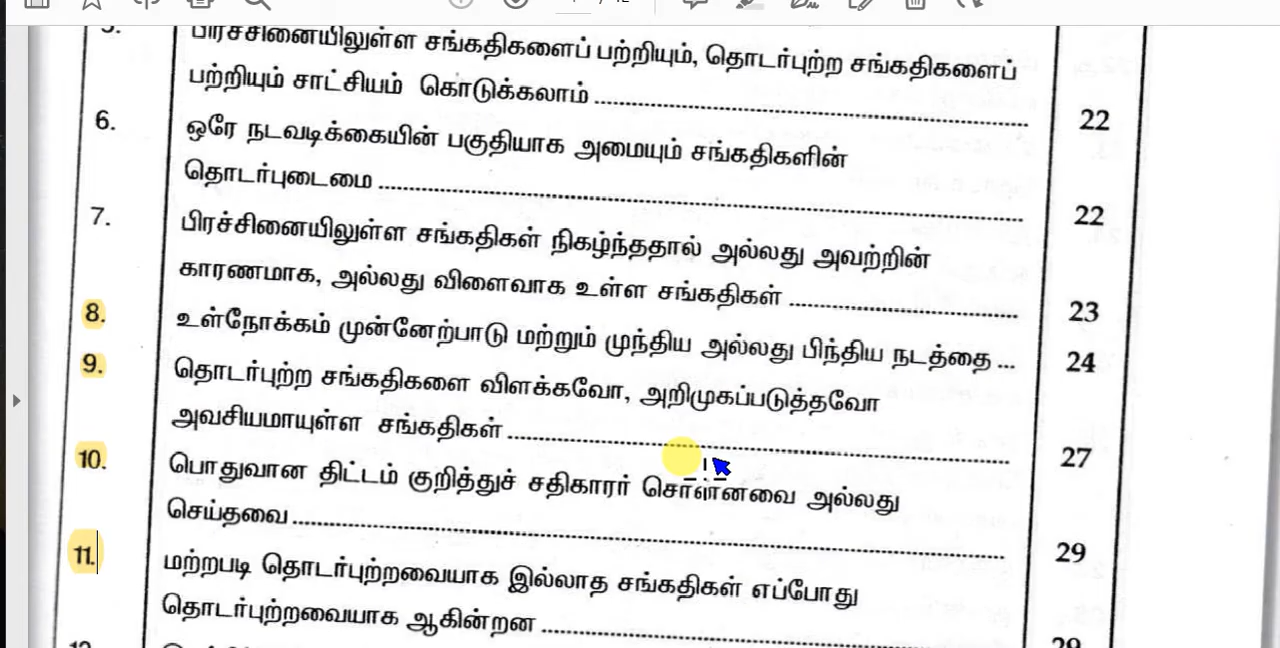 பிரச்சினையிலுள்ள சங்கதிகளைப் பற்றியும், தொடர்புற்ற சங்கதிகளைப்
பற்றியும் சாட்சியம் கொடுக்கலாம் ........ 22
6. ஒரே நடவடிக்கையின் பகுதியாக அமையும் சங்கதிகளின்
தொடர்புடைமை ........ 22
7. பிரச்சினையிலுள்ள சங்கதிகள் நிகழ்ந்ததால் அல்லது அவற்றின்
காரணமாக, அல்லது விளைவாக உள்ள சங்கதிகள் ........ 23
8. உள்நோக்கம் முன்னேற்பாடு மற்றும் முந்திய அல்லது பிந்திய நடத்தை ... 24
9. தொடர்புற்ற சங்கதிகளை விளக்கவோ, அறிமுகப்படுத்தவோ
அவசியமாயுள்ள சங்கதிகள் ........ 27
10. பொதுவான திட்டம் குறித்துச் சதிகாரர் சொன்னவை அல்லது
செய்தவை ........ 29
11. மற்றபடி தொடர்புற்றவையாக இல்லாத சங்கதிகள் எப்போது
தொடர்புற்றவையாக ஆகின்றன ........ 29